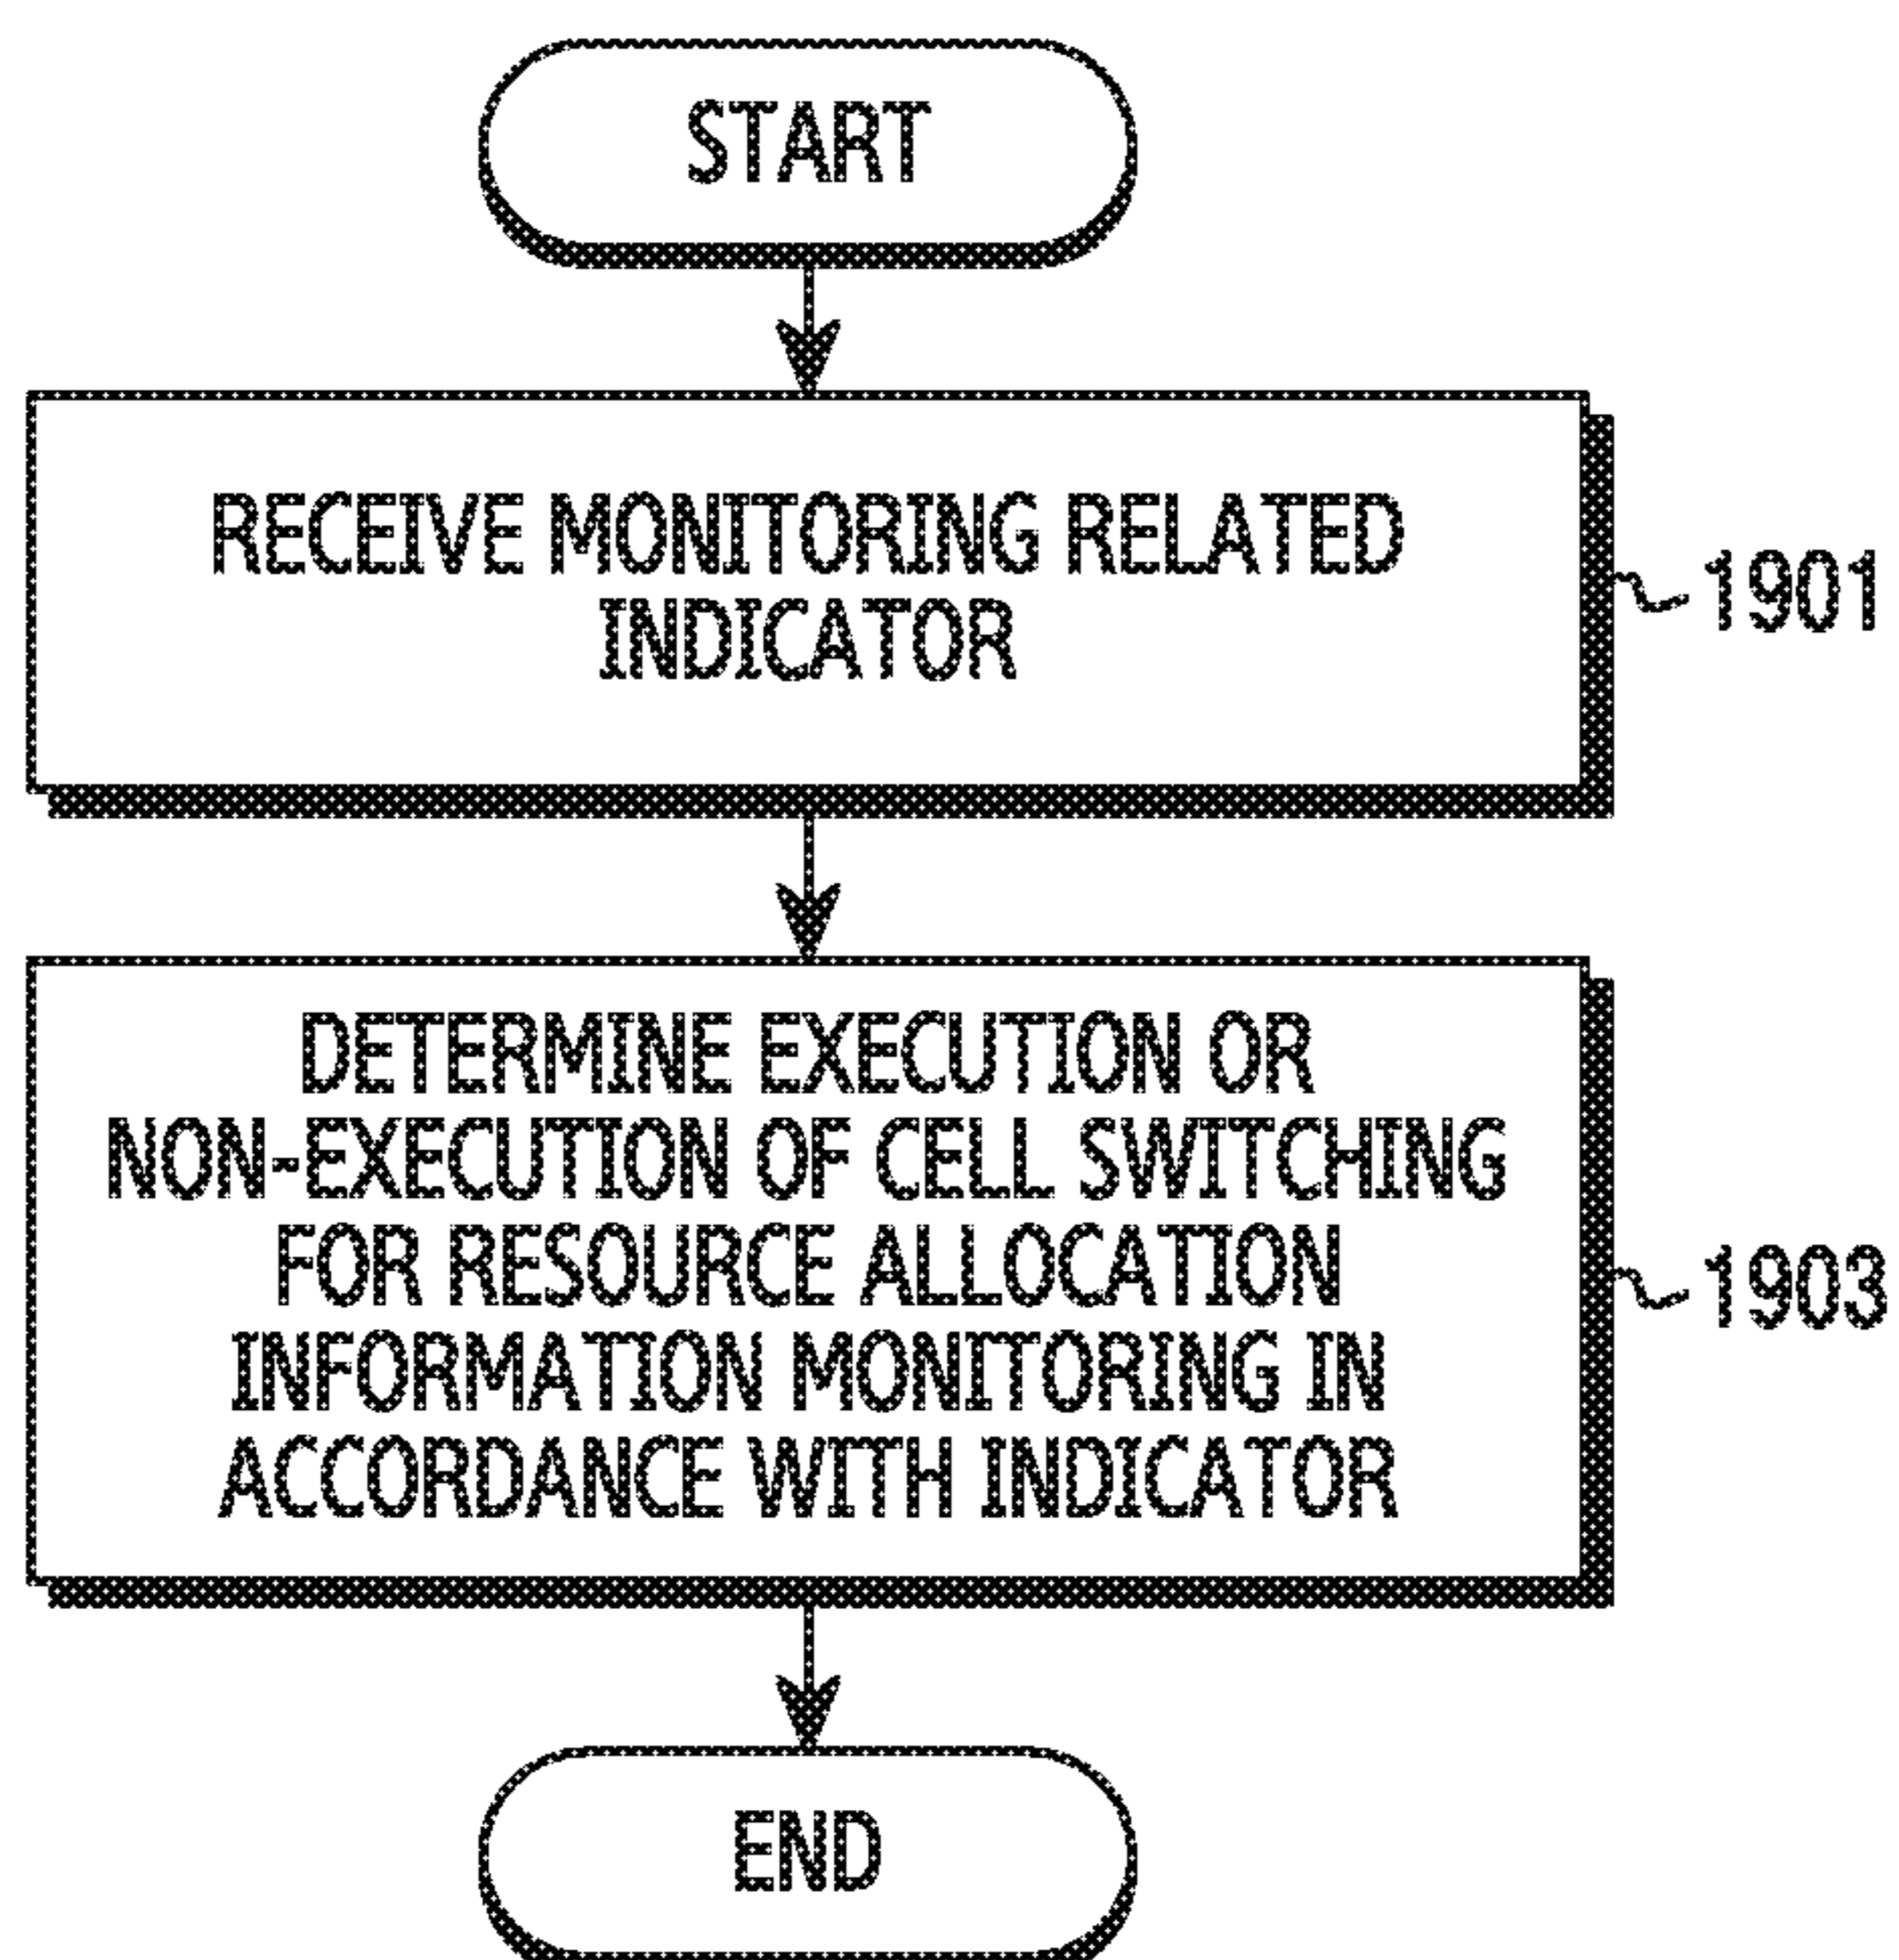 START
RECEIVE MONITORING RELATED
INDICATOR
1901
DETERMINE EXECUTION OR
NON-EXECUTION OF CELL SWITCHING
FOR RESOURCE ALLOCATION
INFORMATION MONITORING IN
ACCORDANCE WITH INDICATOR
1903
END